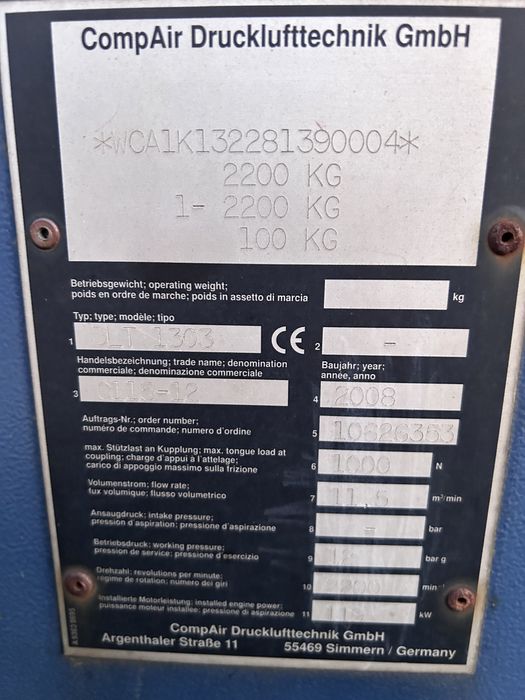 CompAir Drucklufttechnik GmbH
*WCA1K132281390004*
2200 KG
1- 2200 KG
100 KG
Betriebsgewicht; operating weight;
poids en ordre de marche; poids in assetto di marcia
kg
Typ; type; modèle; tipo
1 DLT 1303 CE 2 -
Handelsbezeichnung; trade name; denomination
commerciale; denominazione commerciale
Baujahr; year;
année, anno
3 C115-12 4 2008
Auftrags-Nr.; order number;
numéro de commande; numero d'ordine
5 10626353
max. Stützlast an Kupplung; max. tongue load at
coupling; charge d'appui à l'attelage;
carico di appoggio massimo sulla frizione
6 1000 N
Volumenstrom; flow rate;
fux volumique; flusso volumetrico
7 11,5 m³/min
Ansaugdruck; intake pressure;
pression d'aspiration; pressione d'aspirazione
8 - bar
Betriebsdruck; working pressure;
pression de service; pressione d'esercizio
9 12 bar g
Drehzahl; revolutions per minute;
regime de rotation; numero dei giri
10 min⁻¹
Installierte Motorleistung; installed engine power;
puissance moteur installée; pressione di aspirazione
11 kW
CompAir Drucklufttechnik GmbH
Argenthaler Straße 11 55469 Simmern / Germany